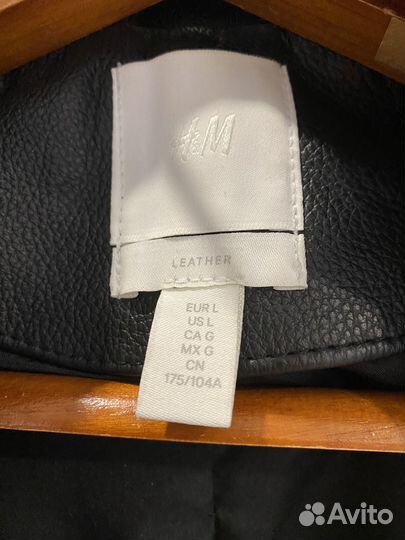 H&M
LEATHER
EUR L
US L
CA G
MX G
CN
175/104A
Avito